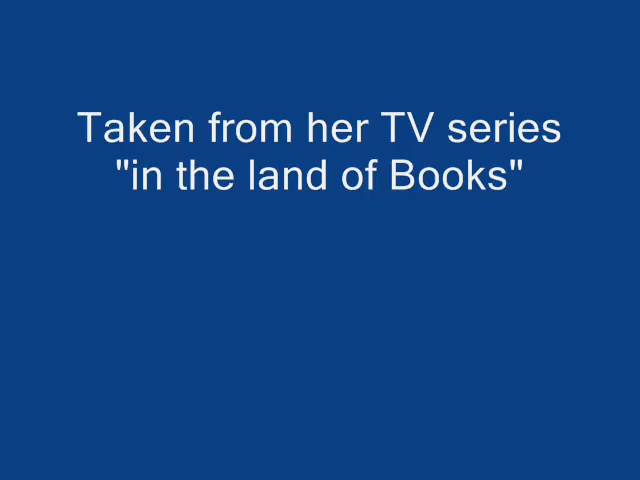 Taken from her TV series
"in the land of Books"